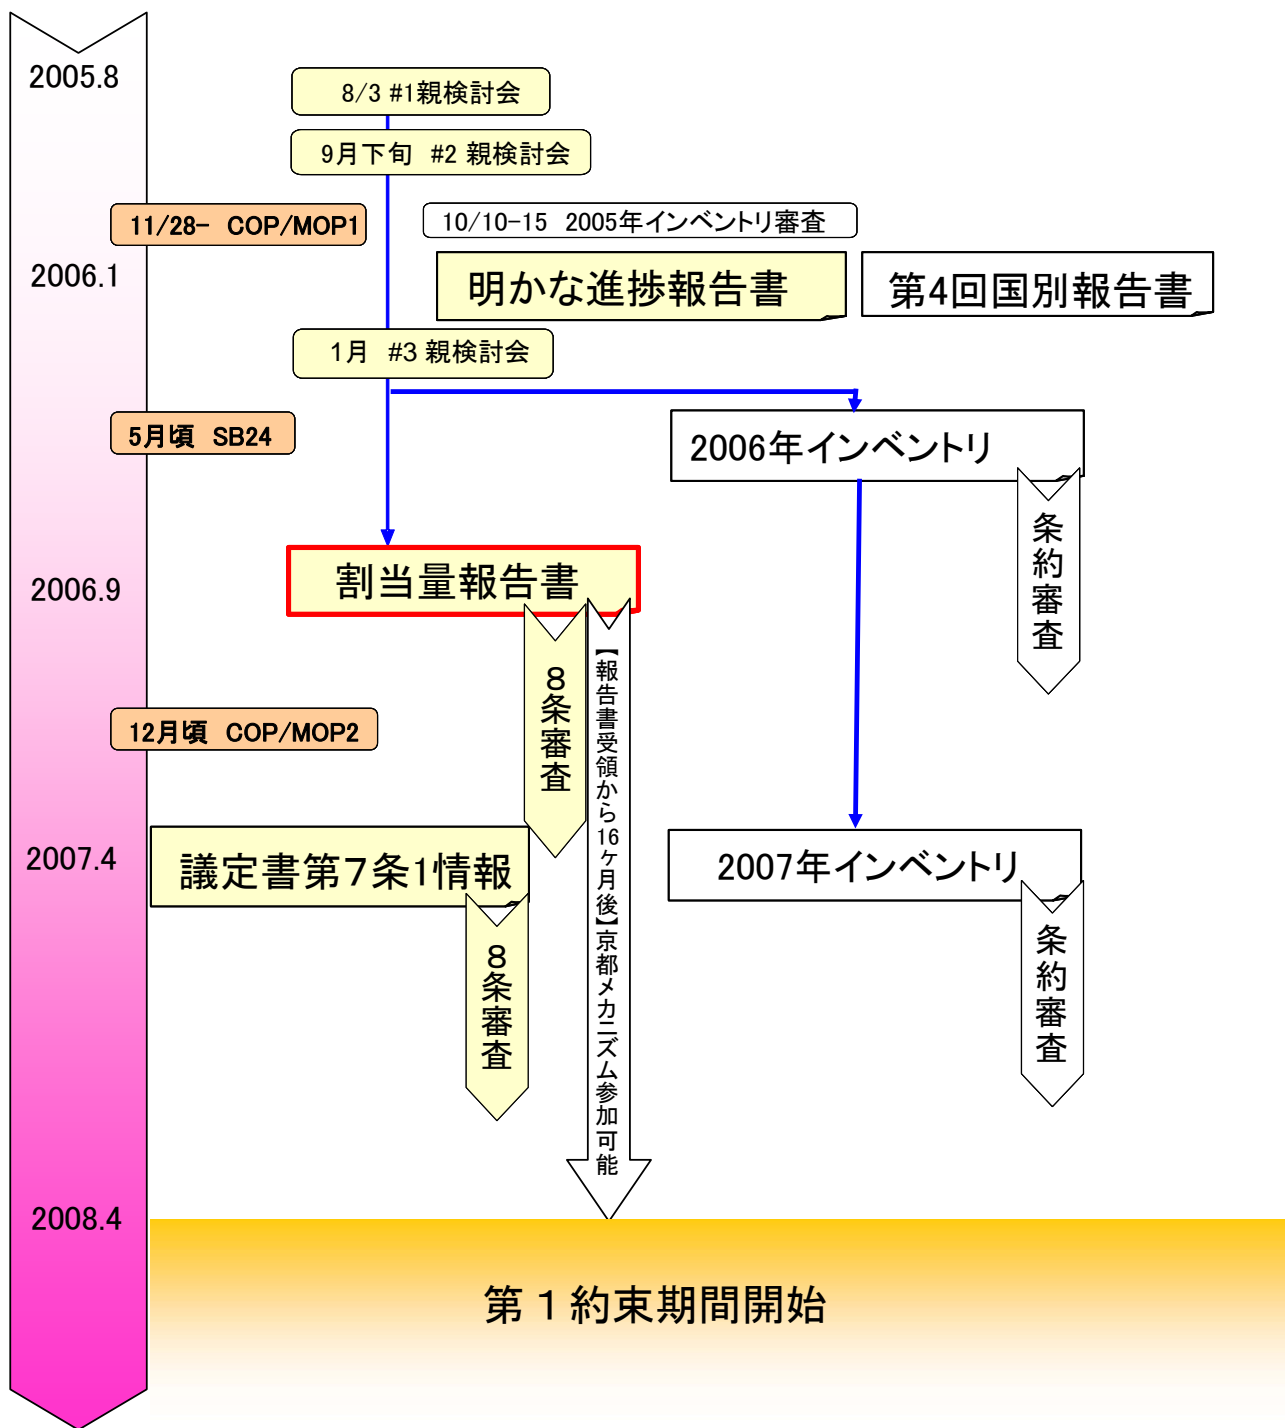 2005.8
8/3 #1親検討会
9月下旬 #2 親検討会
11/28- COP/MOP1
10/10-15 2005年インベントリ審査
2006.1
明かな進捗報告書
第4回国別報告書
1月 #3 親検討会
5月頃 SB24
2006年インベントリ
条約審査
2006.9
割当量報告書
8条審査
【報告書受領から16ヶ月後】京都メカニズム参加可能
12月頃 COP/MOP2
2007.4
議定書第7条1情報
8条審査
2007年インベントリ
条約審査
2008.4
第1約束期間開始